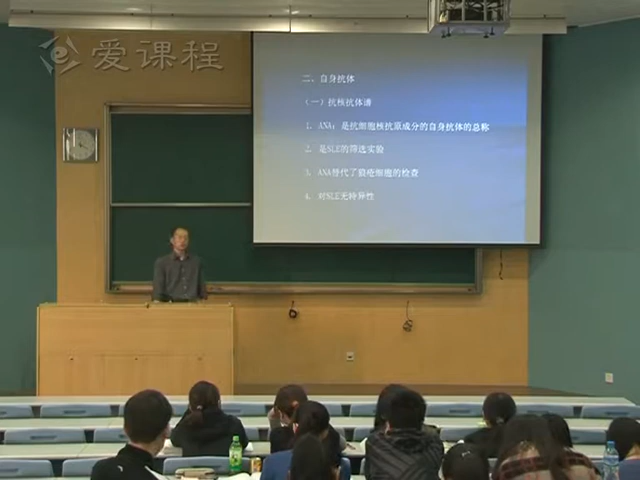 爱课程
二、自身抗体
(一)抗核抗体谱
1. ANA:是抗细胞核抗原成分的自身抗体的总称
2. 是SLE的筛选实验
3. ANA替代了狼疮细胞的检查
4. 对SLE无特异性